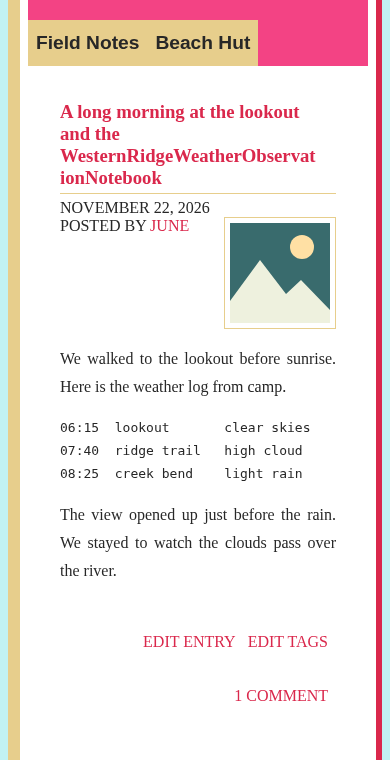 Field Notes Beach Hut
A long morning at the lookout
and the
WesternRidgeWeatherObservat
ionNotebook
NOVEMBER 22, 2026
POSTED BY JUNE
We walked to the lookout before sunrise.
Here is the weather log from camp.
06:15 lookout clear skies
07:40 ridge trail high cloud
08:25 creek bend light rain
The view opened up just before the rain.
We stayed to watch the clouds pass over
the river.
EDIT ENTRY EDIT TAGS
1 COMMENT